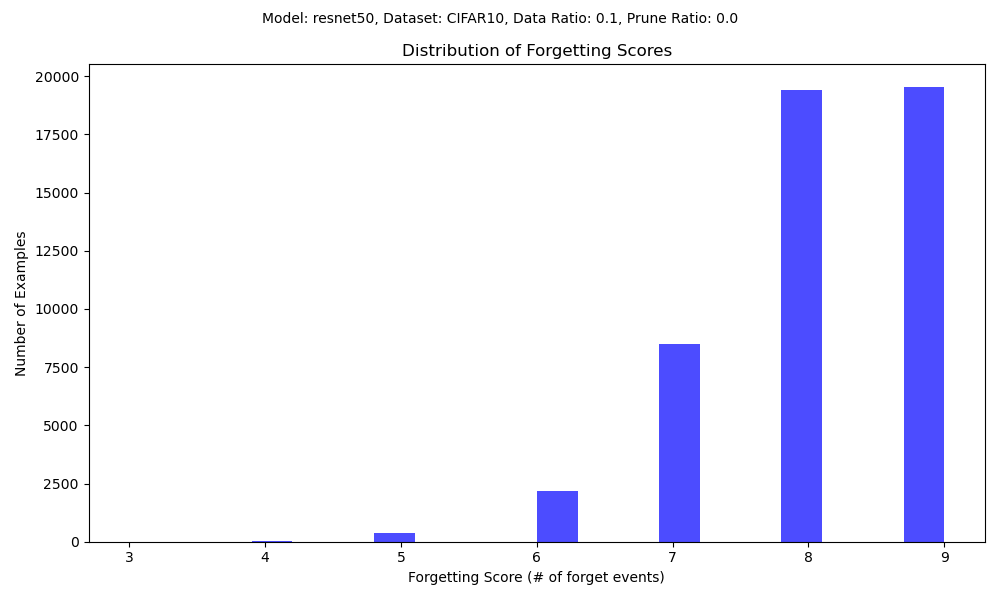 Model: resnet50, Dataset: CIFAR10, Data Ratio: 0.1, Prune Ratio: 0.0
Distribution of Forgetting Scores
20000
17500
15000
12500
10000
7500
5000
2500
0
Number of Examples
3 4 5 6 7 8 9
Forgetting Score (# of forget events)